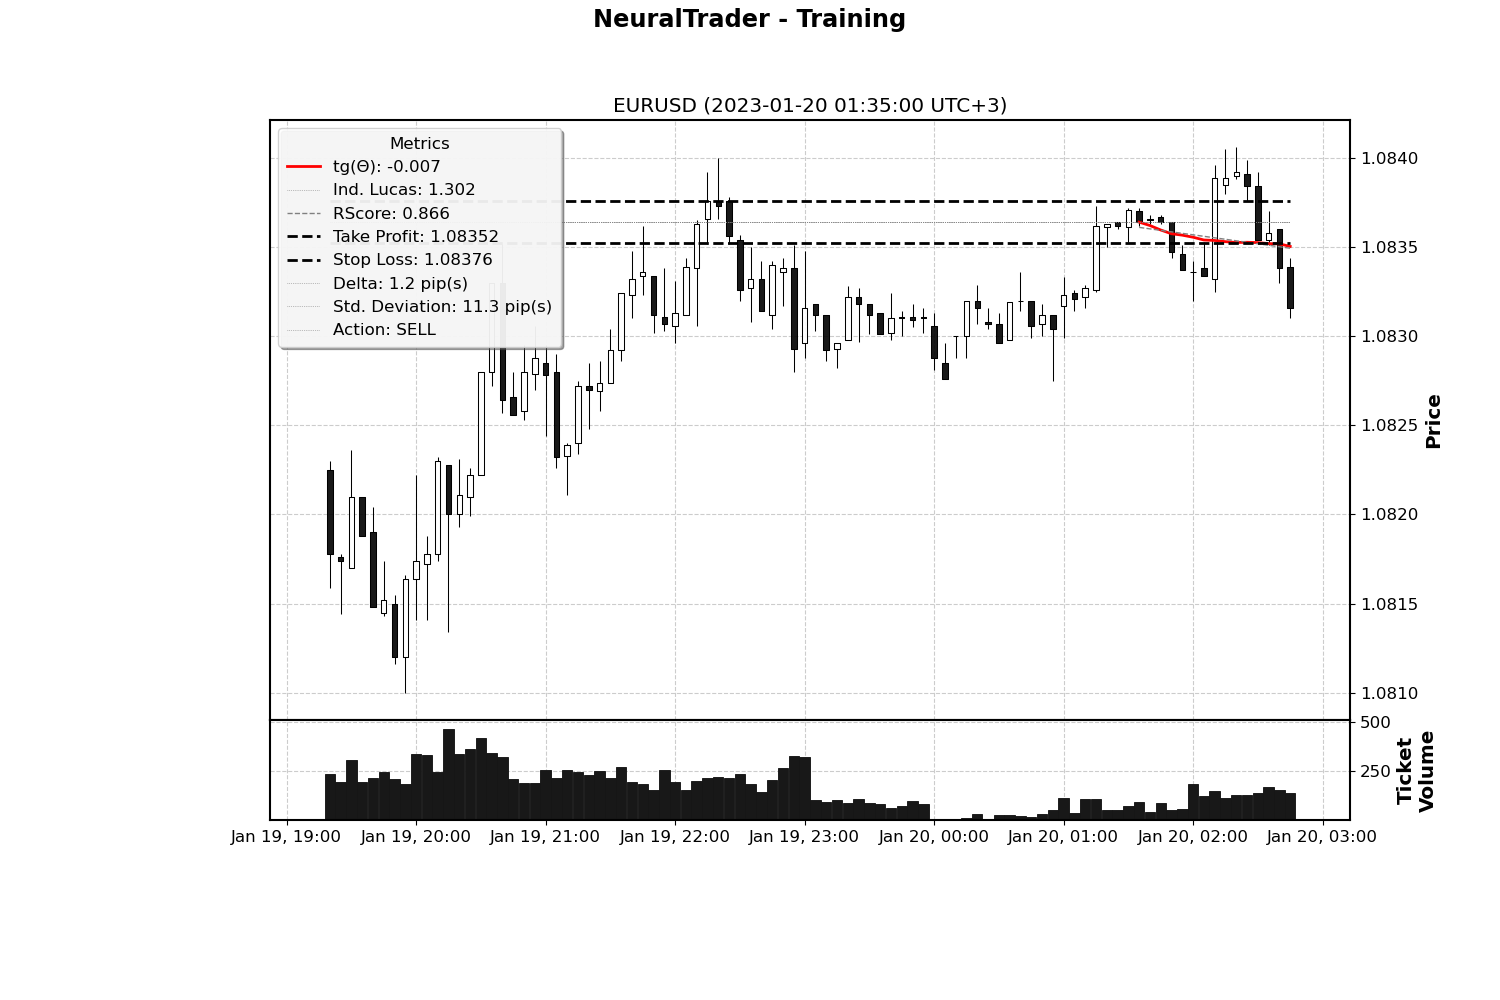 NeuralTrader - Training
EURUSD (2023-01-20 01:35:00 UTC+3)
Metrics
tg(Θ): -0.007
Ind. Lucas: 1.302
RScore: 0.866
Take Profit: 1.08352
Stop Loss: 1.08376
Delta: 1.2 pip(s)
Std. Deviation: 11.3 pip(s)
Action: SELL
1.0840
1.0835
1.0830
1.0825
1.0820
1.0815
1.0810
Price
500
250
Ticket
Volume
Jan 19, 19:00
Jan 19, 20:00
Jan 19, 21:00
Jan 19, 22:00
Jan 19, 23:00
Jan 20, 00:00
Jan 20, 01:00
Jan 20, 02:00
Jan 20, 03:00